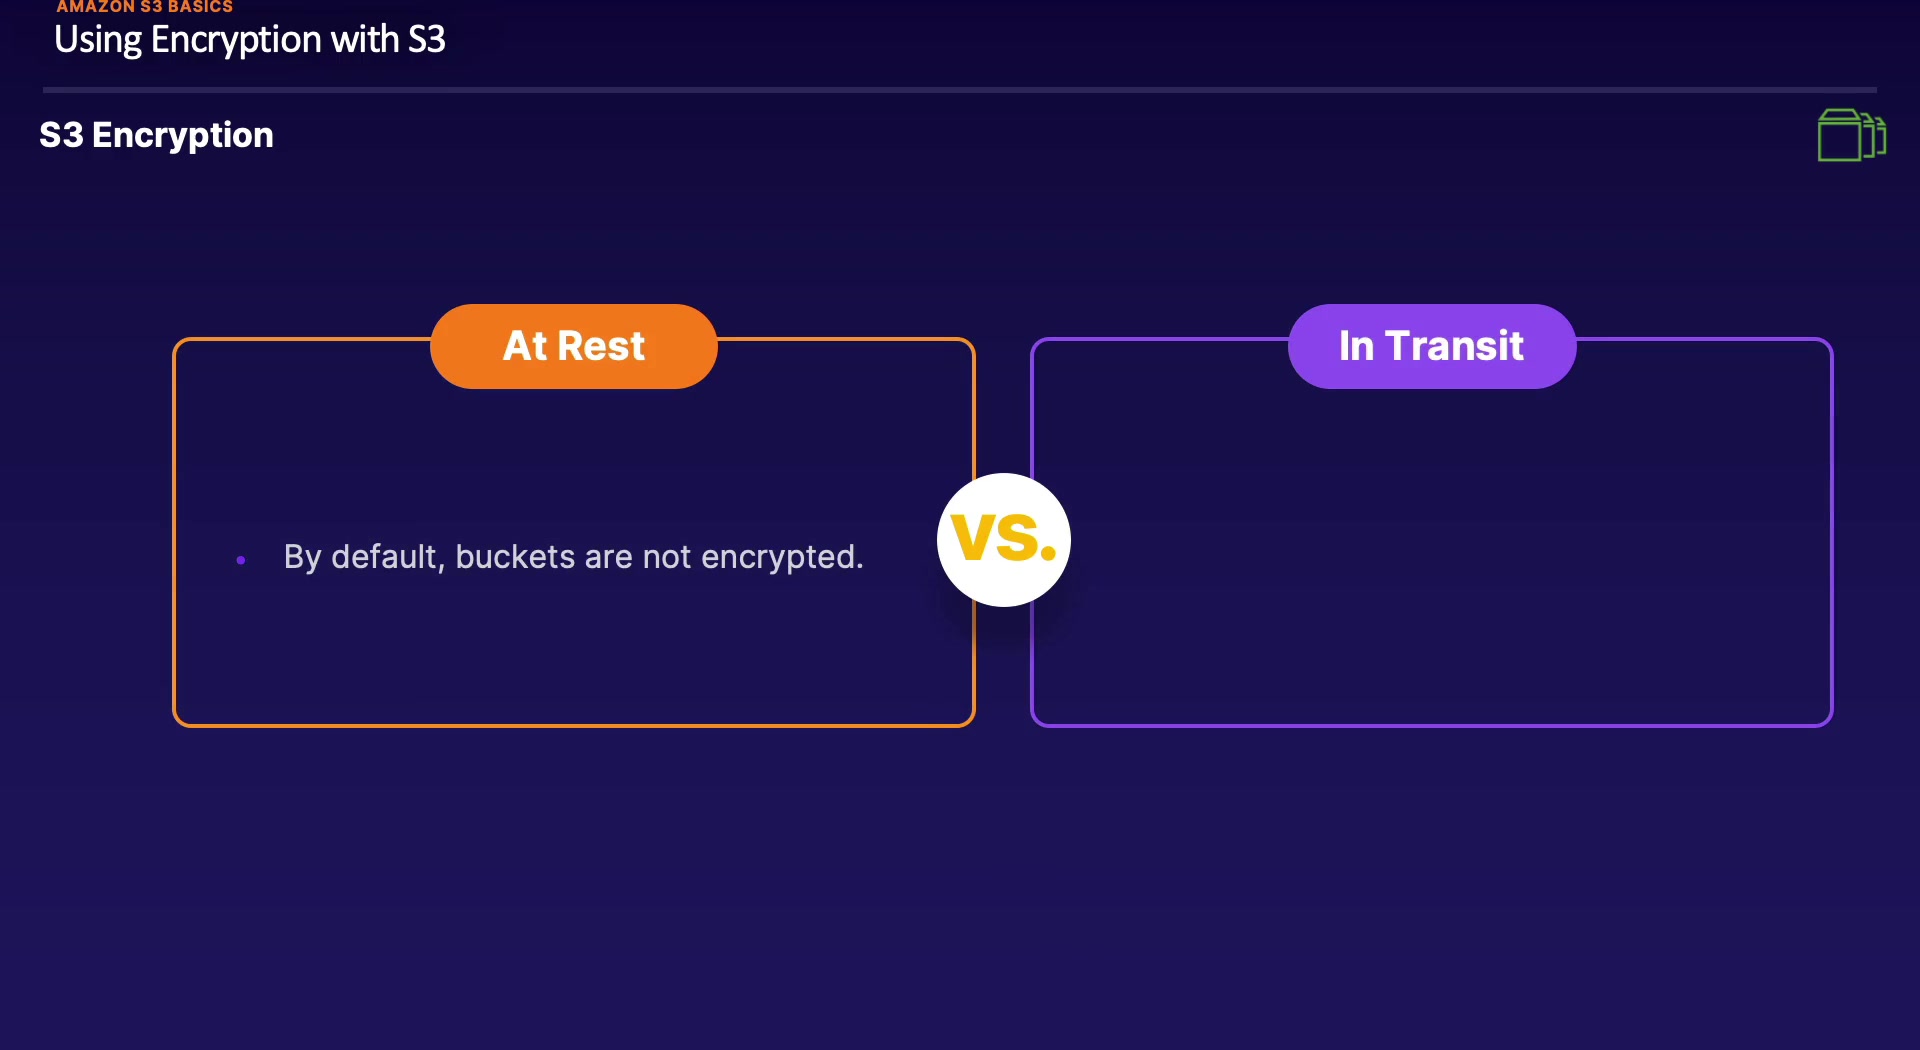 AMAZON S3 BASICS
Using Encryption with S3
S3 Encryption
At Rest
• By default, buckets are not encrypted.
vs.
In Transit